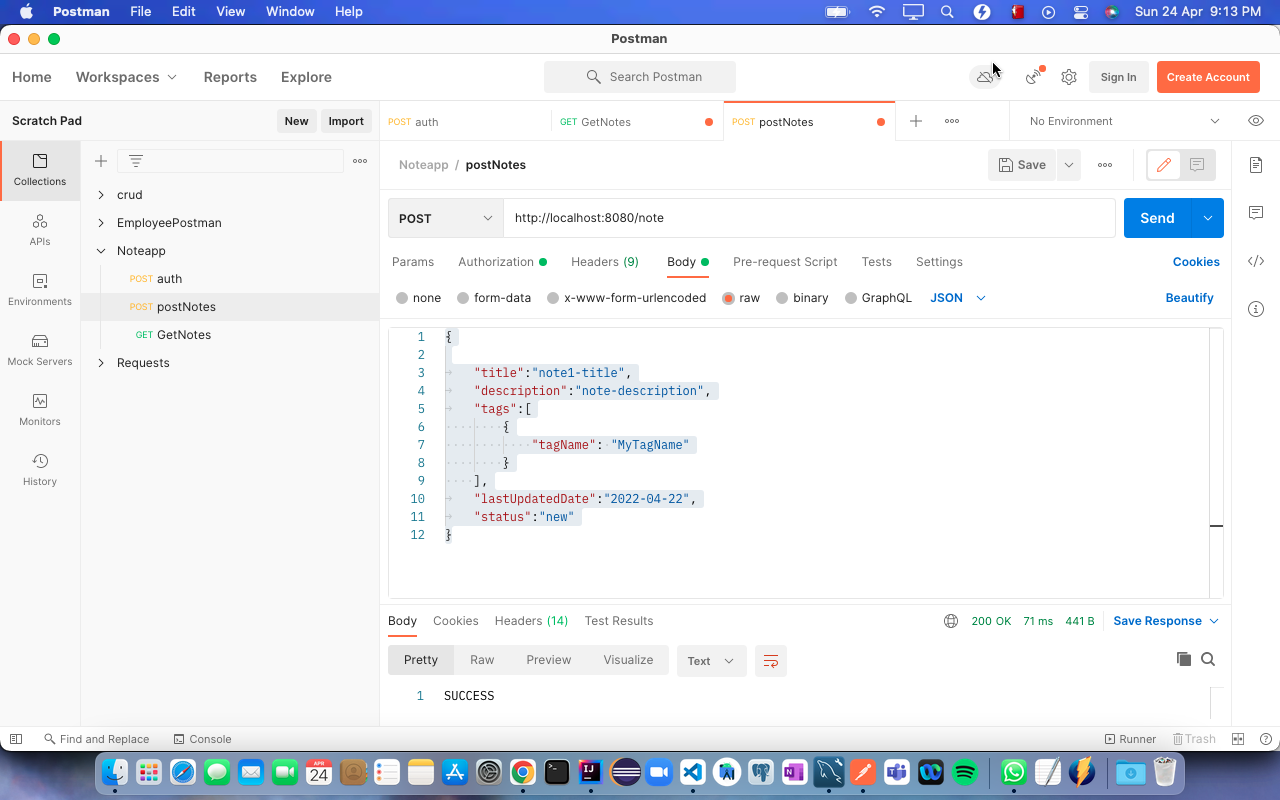 Postman File Edit View Window Help Sun 24 Apr 9:13 PM
Postman
Home Workspaces Reports Explore Search Postman Sign In Create Account
Scratch Pad New Import POST auth GET GetNotes POST postNotes No Environment
Noteapp / postNotes Save
Collections
APIs
Environments
Mock Servers
Monitors
History
crud
EmployeePostman
Noteapp
POST auth
POST postNotes
GET GetNotes
Requests
POST http://localhost:8080/note Send
Params Authorization Headers (9) Body Pre-request Script Tests Settings Cookies
none form-data x-www-form-urlencoded raw binary GraphQL JSON Beautify
1 {
2
3 "title":"note1-title",
4 "description":"note-description",
5 "tags":[
6 {
7 "tagName": "MyTagName"
8 }
9 ],
10 "lastUpdatedDate":"2022-04-22",
11 "status":"new"
12 }
Body Cookies Headers (14) Test Results 200 OK 71 ms 441 B Save Response
Pretty Raw Preview Visualize Text
1 SUCCESS
Find and Replace Console Runner Trash
APR
24